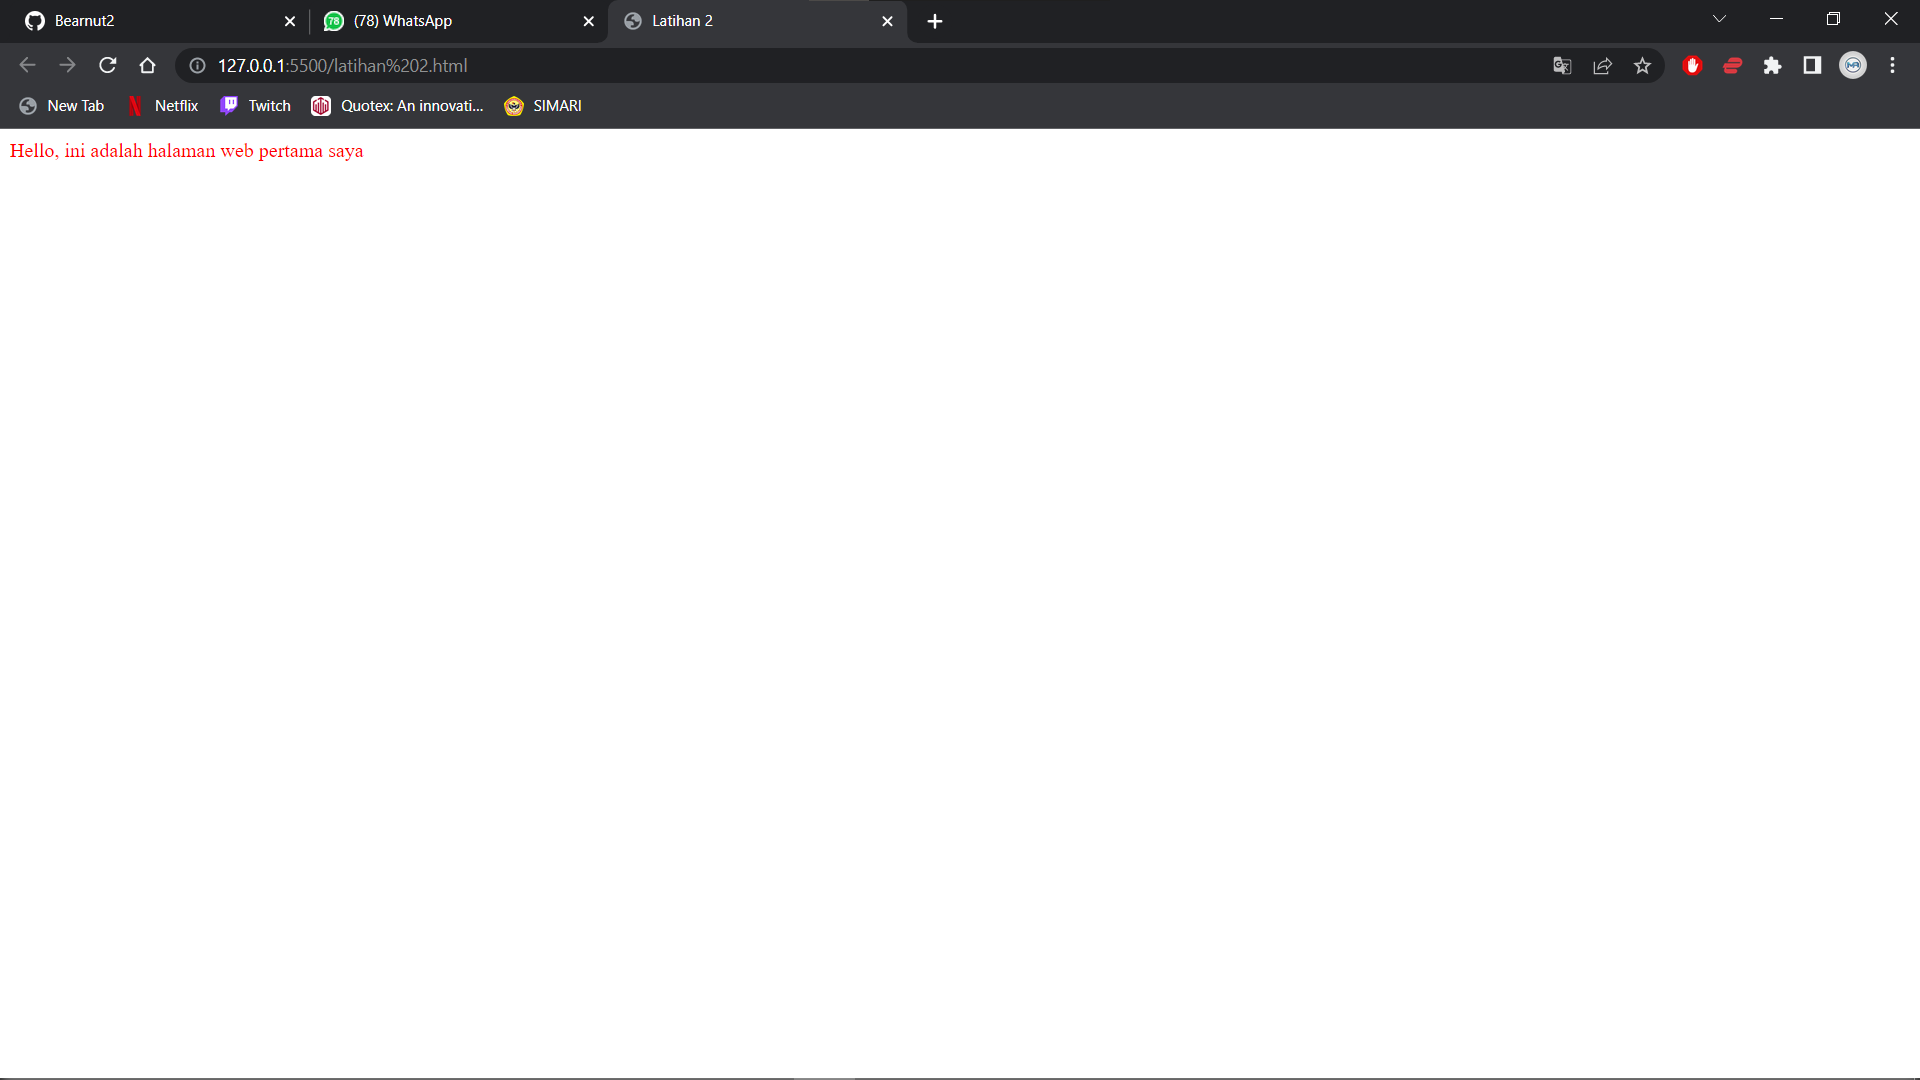 Bearnut2
78 (78) WhatsApp
Latihan 2
127.0.0.1:5500/latihan%202.html
New Tab
Netflix
Twitch
Quotex: An innovati...
SIMARI
Hello, ini adalah halaman web pertama saya